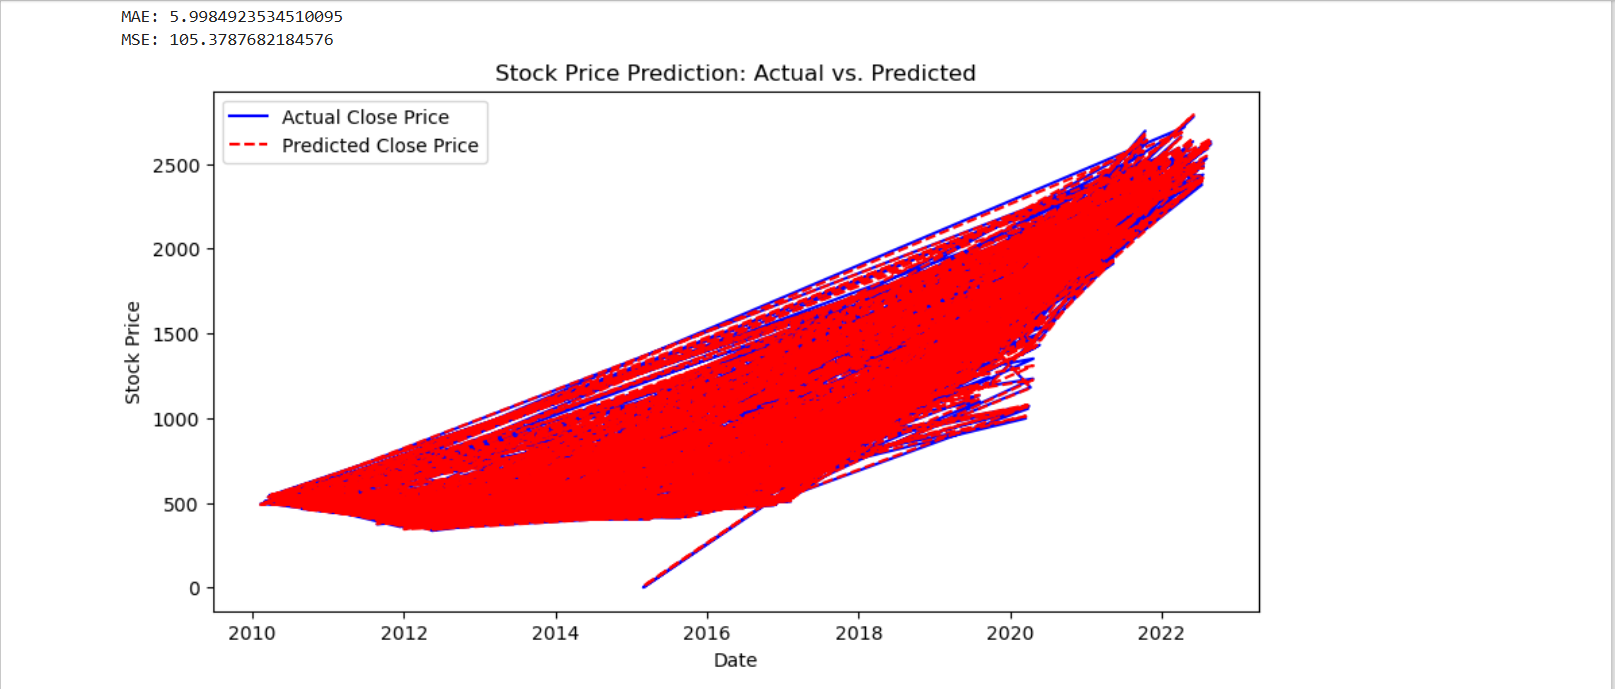 MAE: 5.9984923534510095
MSE: 105.3787682184576
Stock Price Prediction: Actual vs. Predicted
Actual Close Price
Predicted Close Price
2500
2000
1500
1000
500
0
Stock Price
2010 2012 2014 2016 2018 2020 2022
Date